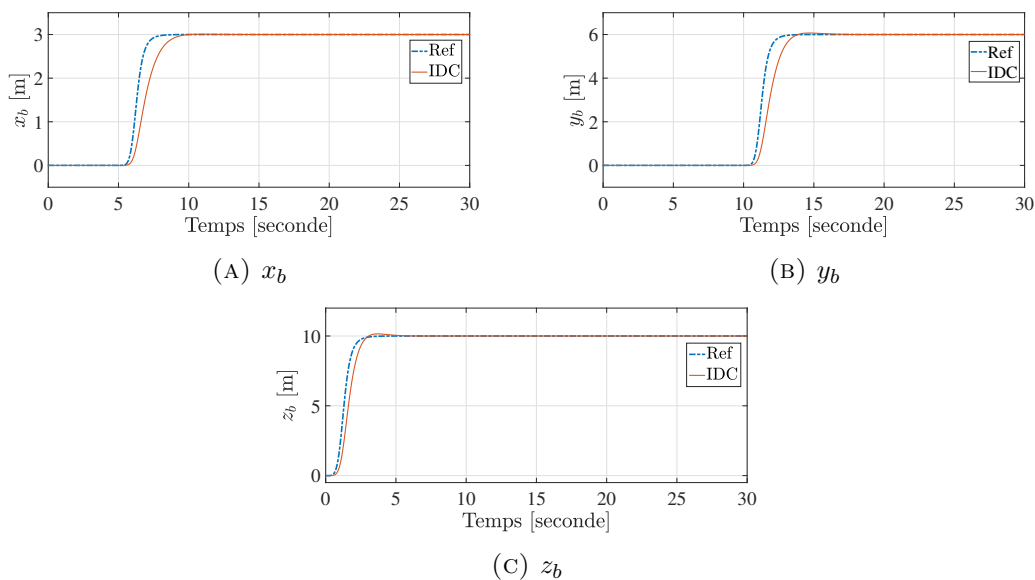 3
2
1
0
x_b [m]
Ref
IDC
0 5 10 15 20 25 30
Temps [seconde]
(A) x_b
6
4
2
0
y_b [m]
Ref
IDC
0 5 10 15 20 25 30
Temps [seconde]
(B) y_b
10
5
0
z_b [m]
Ref
IDC
0 5 10 15 20 25 30
Temps [seconde]
(C) z_b